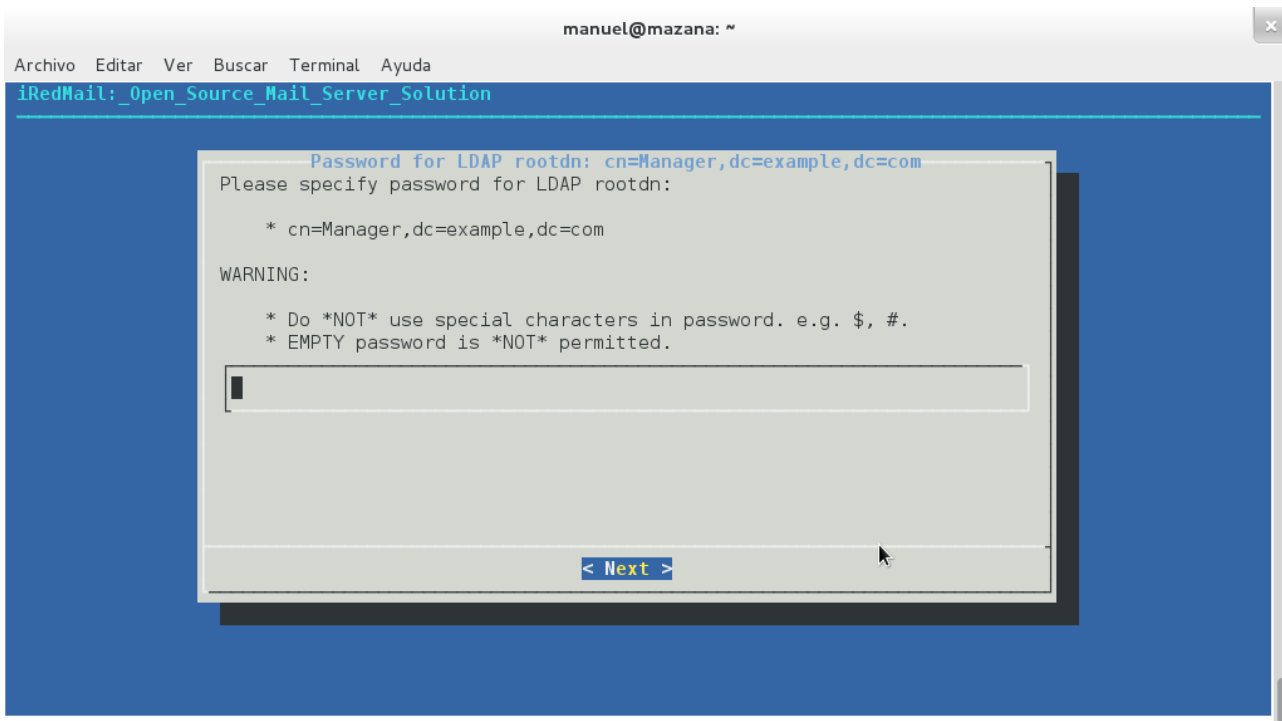 manuel@mazana: ~
Archivo Editar Ver Buscar Terminal Ayuda
iRedMail:_Open_Source_Mail_Server_Solution
Password for LDAP rootdn: cn=Manager,dc=example,dc=com
Please specify password for LDAP rootdn:
* cn=Manager,dc=example,dc=com
WARNING:
* Do *NOT* use special characters in password. e.g. $, #.
* EMPTY password is *NOT* permitted.
< Next >